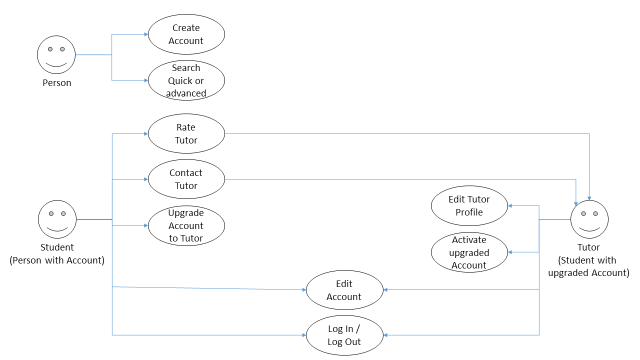 Create
Account
Search
Quick or
advanced
Person
Rate
Tutor
Contact
Tutor
Upgrade
Account
to Tutor
Student
(Person with Account)
Edit Tutor
Profile
Activate
upgraded
Account
Tutor
(Student with
upgraded Account)
Edit
Account
Log In /
Log Out